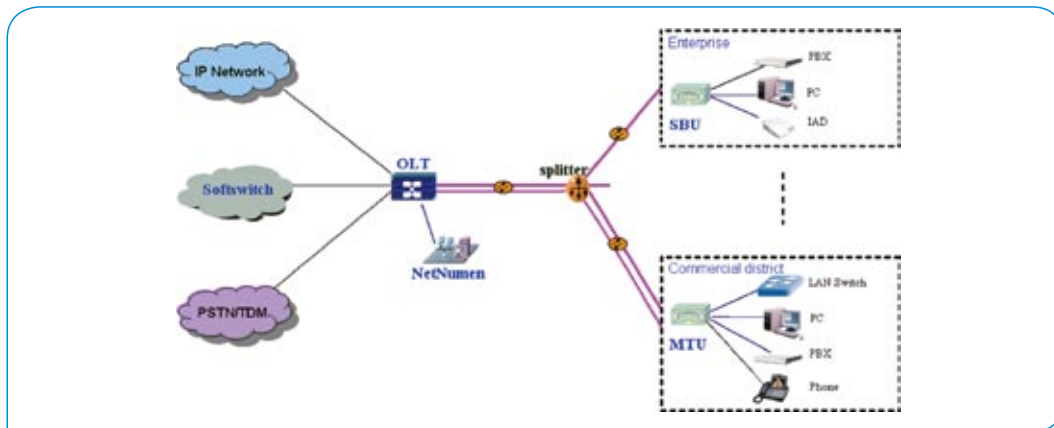 IP Network
Softswitch
PSTN/TDM
OLT
NetNumen
splitter
Enterprise
PBX
PC
IAD
SBU
Commercial district
LAN Switch
PC
PBX
Phone
MTU